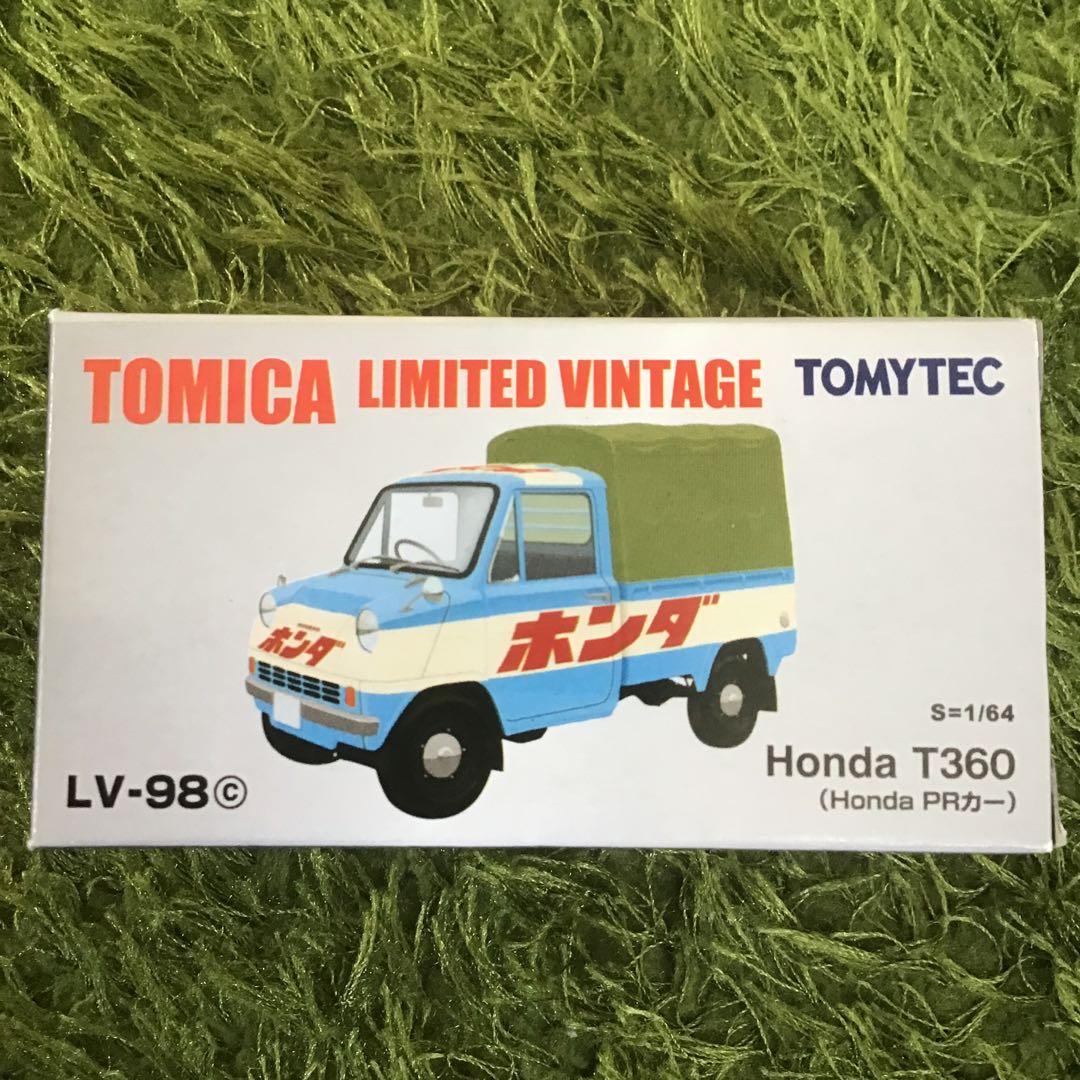 TOMICA LIMITED VINTAGE TOMYTEC
ホンダ
ホンダ
S=1/64
Honda T360
(Honda PRカー)
LV-98ⓒ